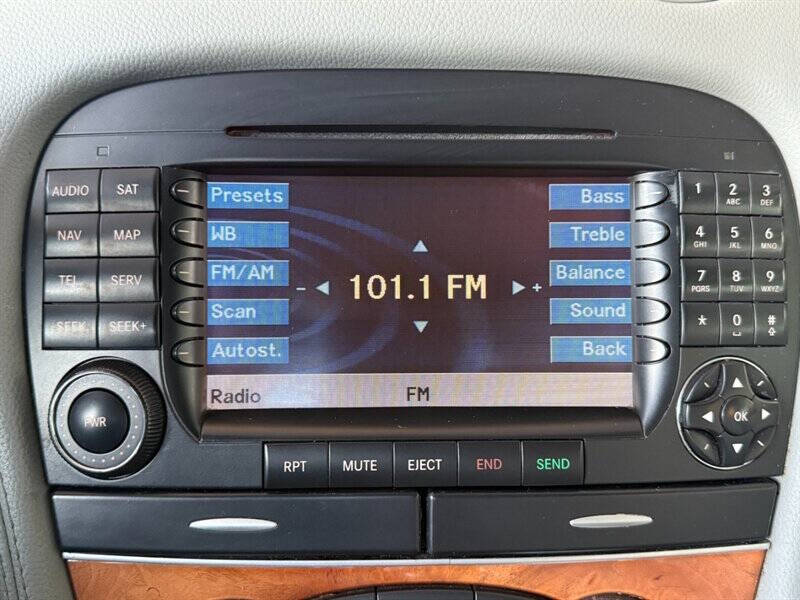 AUDIO SAT
NAV MAP
TEL SERV
SEEK- SEEK+
PWR
Presets
WB
FM/AM
Scan
Autost.
- 101.1 FM +
Bass
Treble
Balance
Sound
Back
Radio FM
1 2 ABC 3 DEF
4 GHI 5 JKL 6 MNO
7 PQRS 8 TUV 9 WXYZ
* 0 #
OK
RPT MUTE EJECT END SEND